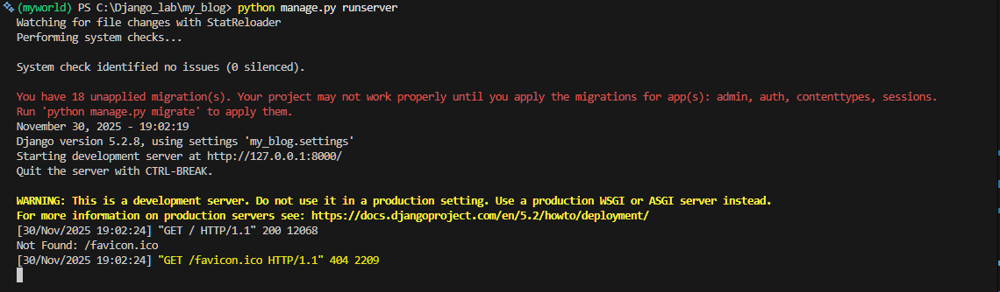 (myworld) PS C:\Django_lab\my_blog> python manage.py runserver
Watching for file changes with StatReloader
Performing system checks...
System check identified no issues (0 silenced).
You have 18 unapplied migration(s). Your project may not work properly until you apply the migrations for app(s): admin, auth, contenttypes, sessions.
Run 'python manage.py migrate' to apply them.
November 30, 2025 - 19:02:19
Django version 5.2.8, using settings 'my_blog.settings'
Starting development server at http://127.0.0.1:8000/
Quit the server with CTRL-BREAK.
WARNING: This is a development server. Do not use it in a production setting. Use a production WSGI or ASGI server instead.
For more information on production servers see: https://docs.djangoproject.com/en/5.2/howto/deployment/
[30/Nov/2025 19:02:24] "GET / HTTP/1.1" 200 12068
Not Found: /favicon.ico
[30/Nov/2025 19:02:24] "GET /favicon.ico HTTP/1.1" 404 2209